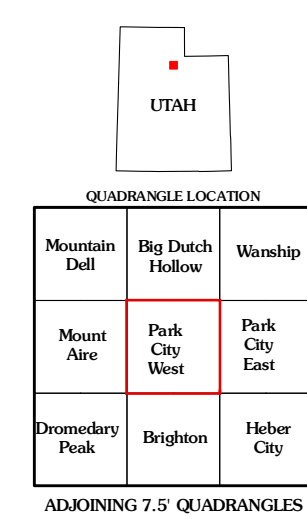 UTAH
QUADRANGLE LOCATION
Mountain
Dell
Big Dutch
Hollow
Wanship
Mount
Aire
Park
City
West
Park
City
East
Dromedary
Peak
Brighton
Heber
City
ADJOINING 7.5' QUADRANGLES